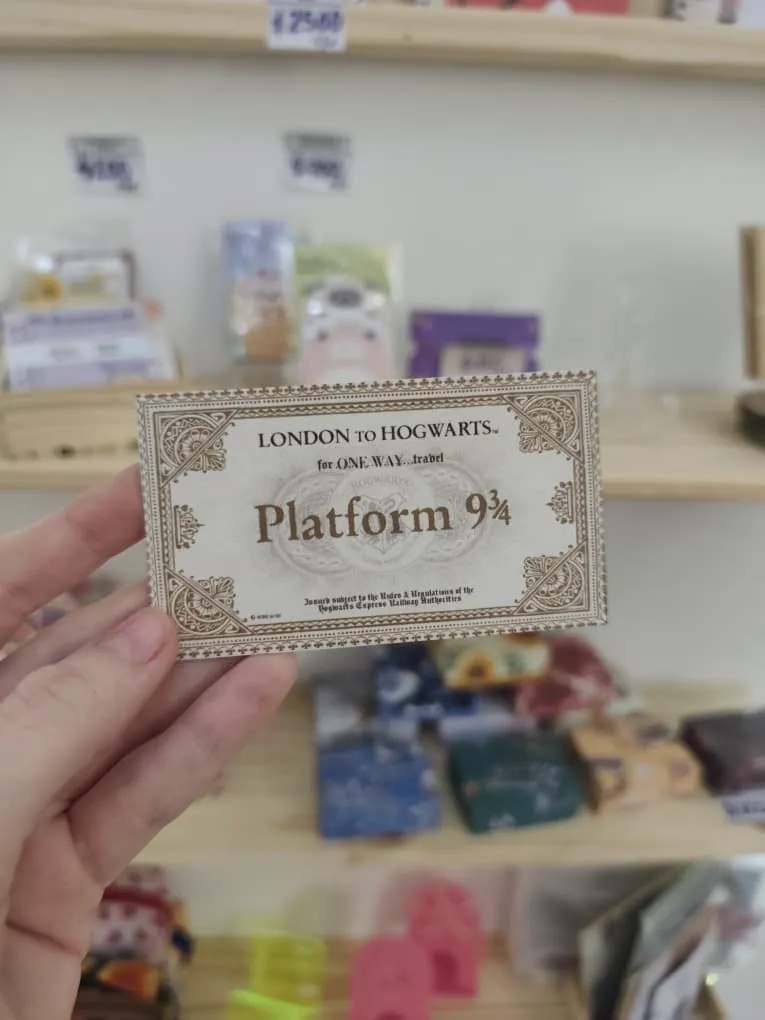 LONDON TO HOGWARTS™
for ONE WAY...travel
HOGWARTS
Platform 9¾
Issued subject to the Rules & Regulations of the
Hogwarts Express Railway Authorities